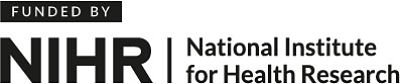 FUNDED BY
NIHR | National Institute
for Health Research